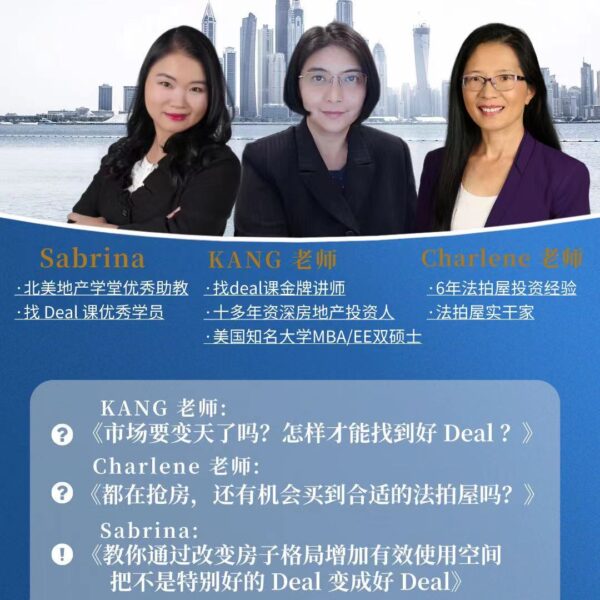 Sabrina
KANG 老师
Charlene 老师
·北美地产学堂优秀助教
·找 Deal 课优秀学员
·找deal课金牌讲师
·十多年资深房地产投资人
·美国知名大学MBA/EE双硕士
·6年法拍屋投资经验
·法拍屋实干家
KANG 老师:
? 《市场要变天了吗？怎样才能找到好 Deal？》
Charlene 老师:
? 《都在抢房，还有机会买到合适的法拍屋吗？》
Sabrina:
! 《教你通过改变房子格局增加有效使用空间
把不是特别好的 Deal 变成好 Deal》